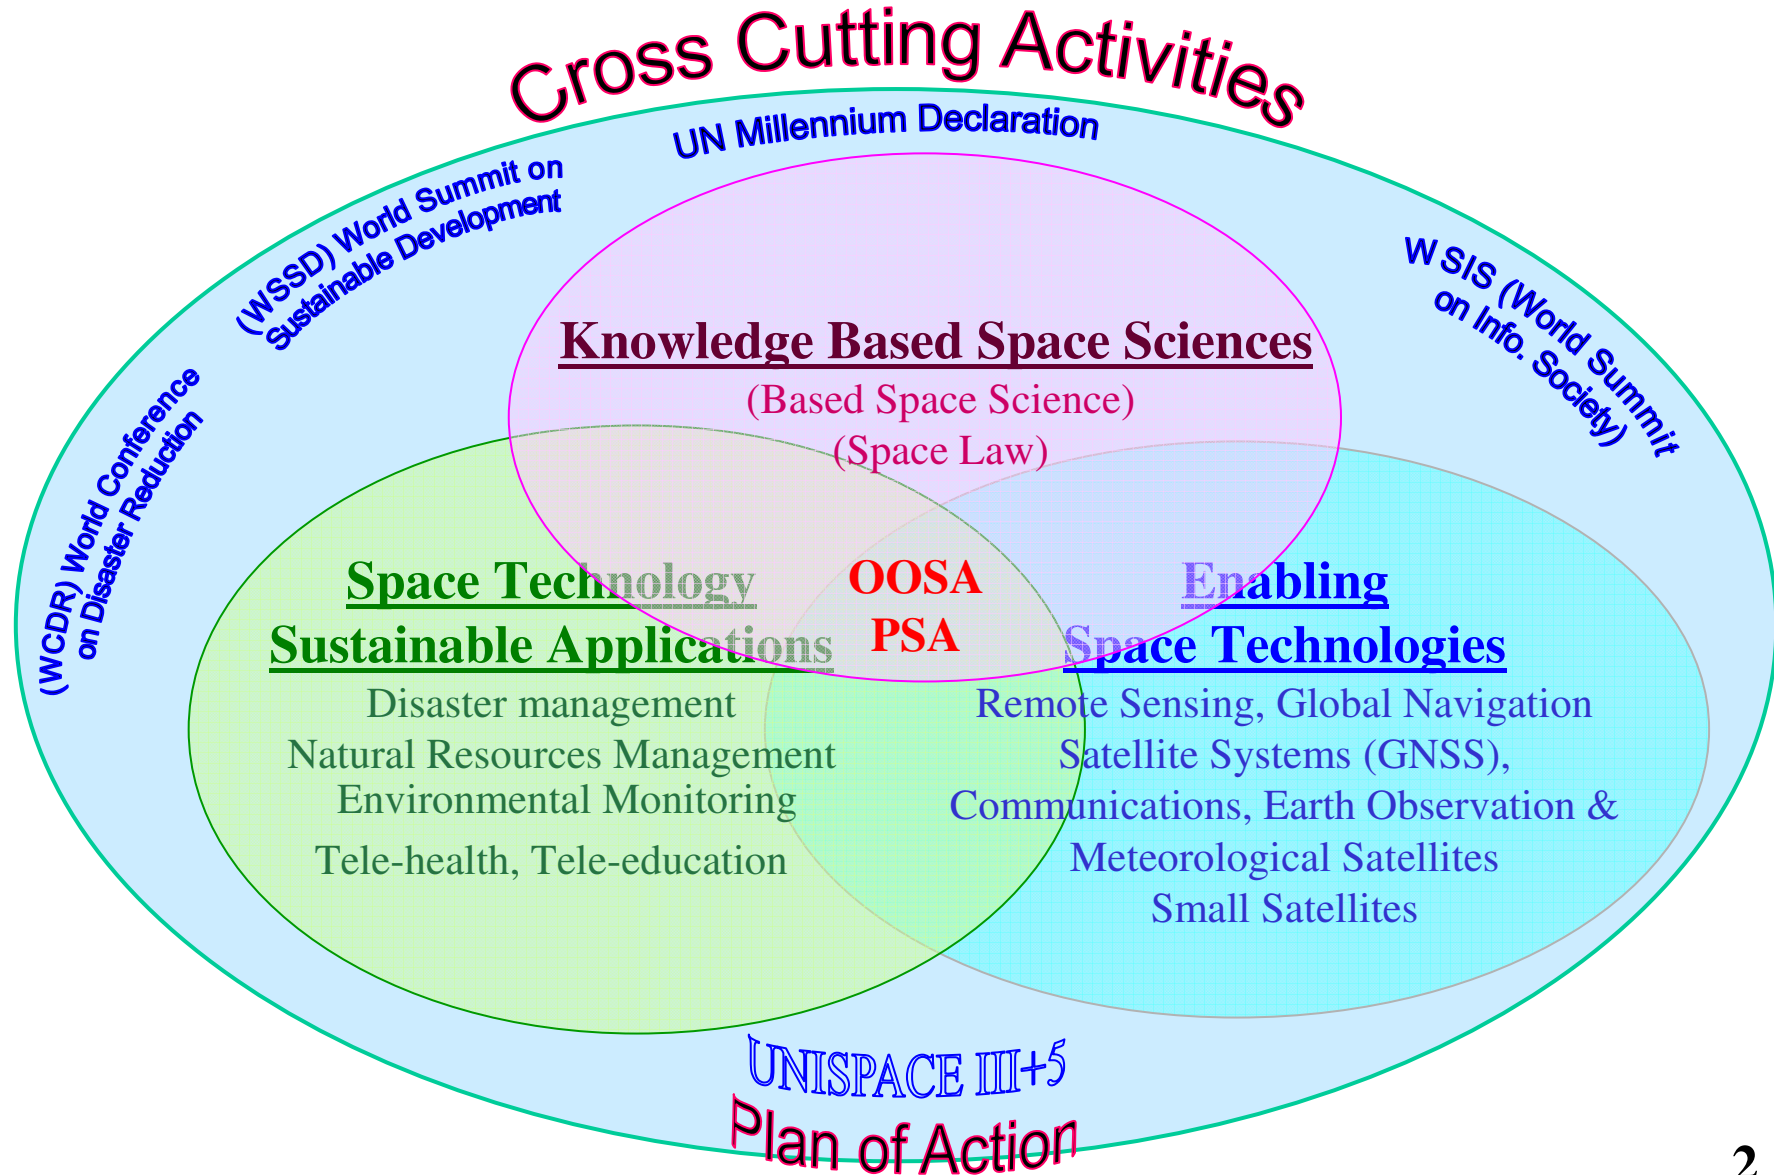 Cross Cutting Activities
UN Millennium Declaration
(WSSD) World Summit on
Sustainable Development
WSIS (World Summit
on Info. Society)
(WCDR) World Conference
on Disaster Reduction
Knowledge Based Space Sciences
(Based Space Science)
(Space Law)
Space Technology
Sustainable Applications
Disaster management
Natural Resources Management
Environmental Monitoring
Tele-health, Tele-education
OOSA
PSA
Enabling
Space Technologies
Remote Sensing, Global Navigation
Satellite Systems (GNSS),
Communications, Earth Observation &
Meteorological Satellites
Small Satellites
UNISPACE III+5
Plan of Action
2